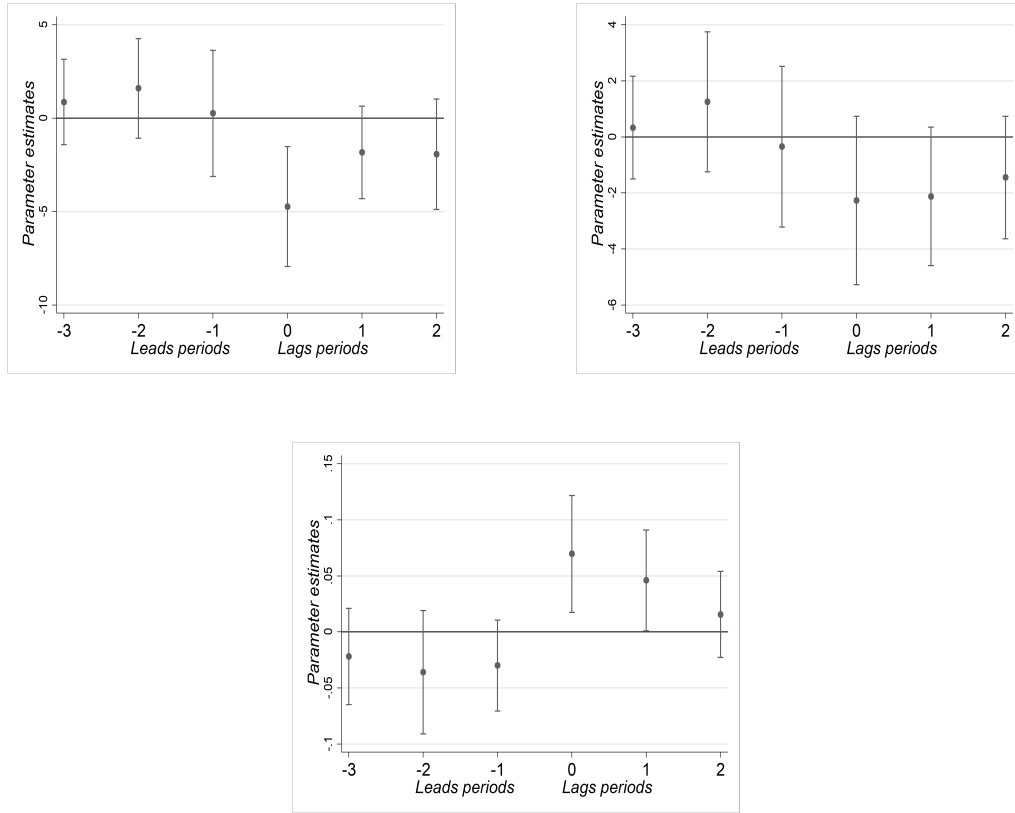 Parameter estimates
5
0
-5
-10
-3 -2 -1 0 1 2
Leads periods Lags periods
Parameter estimates
4
2
0
-2
-4
-6
-3 -2 -1 0 1 2
Leads periods Lags periods
Parameter estimates
.15
.1
.05
0
-.05
-.1
-3 -2 -1 0 1 2
Leads periods Lags periods